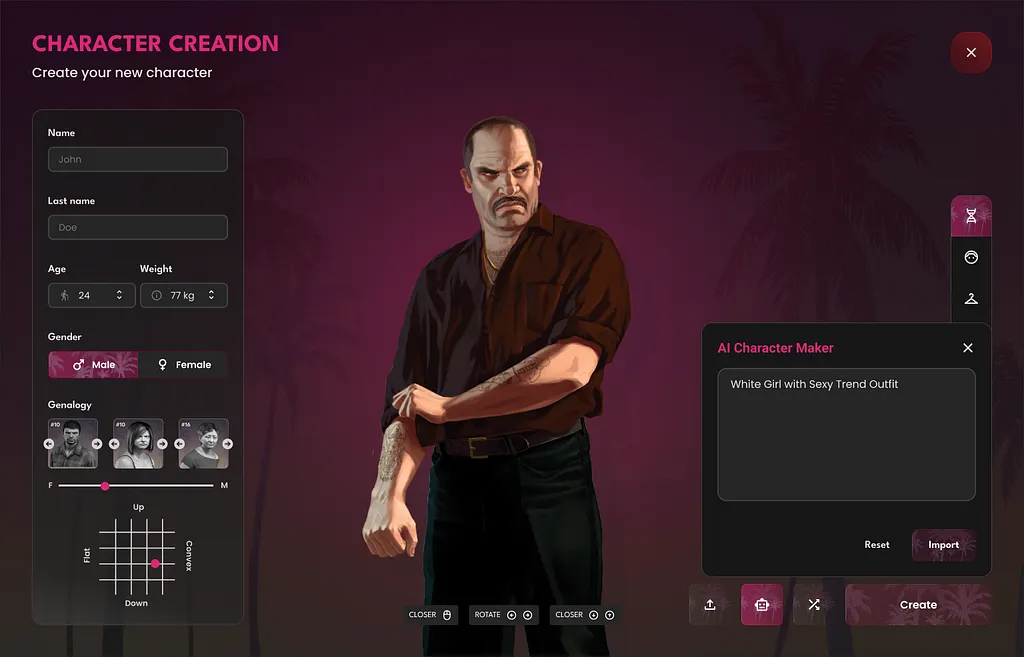 CHARACTER CREATION
Create your new character
Name
John
Last name
Doe
Age Weight
24 77 kg
Gender
Male Female
Genalogy
#10 #10 #16
F M
Up
Flat
Convex
Down
CLOSER ROTATE CLOSER
AI Character Maker
White Girl with Sexy Trend Outfit
Reset Import
Create